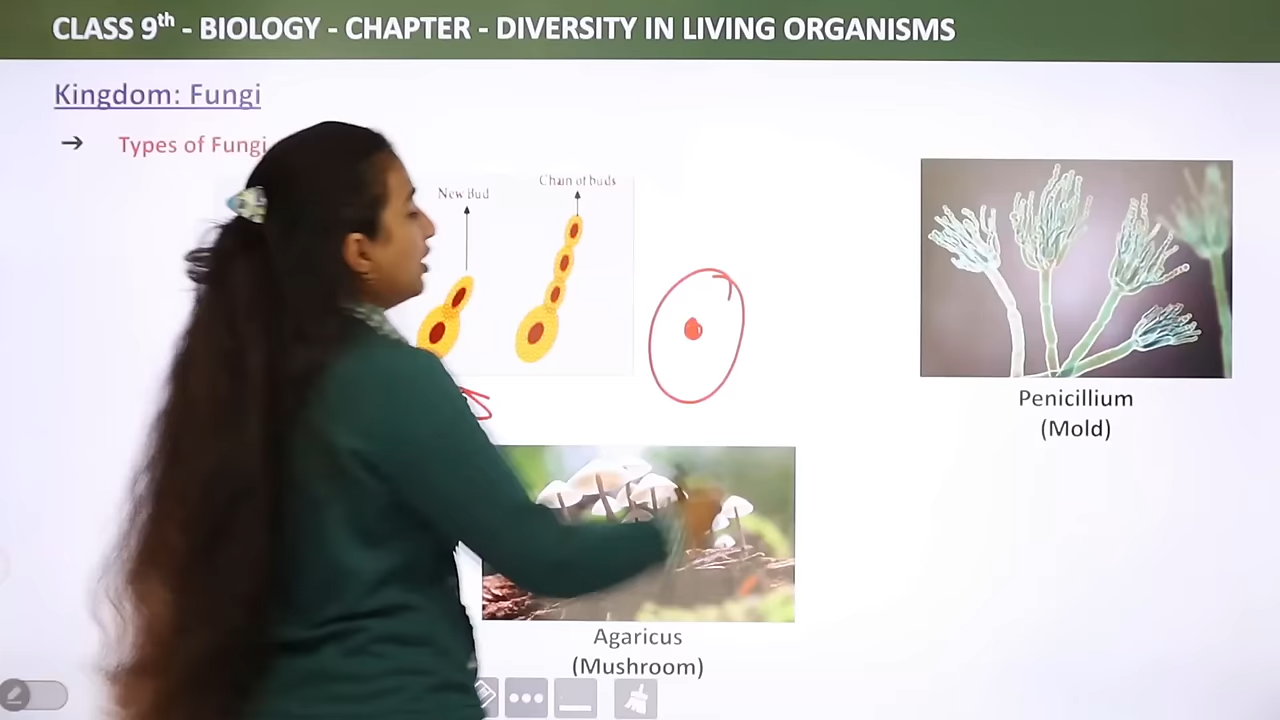 CLASS 9th - BIOLOGY - CHAPTER - DIVERSITY IN LIVING ORGANISMS
Kingdom: Fungi
→ Types of Fungi
New Bud
Chain of buds
Penicillium
(Mold)
Agaricus
(Mushroom)